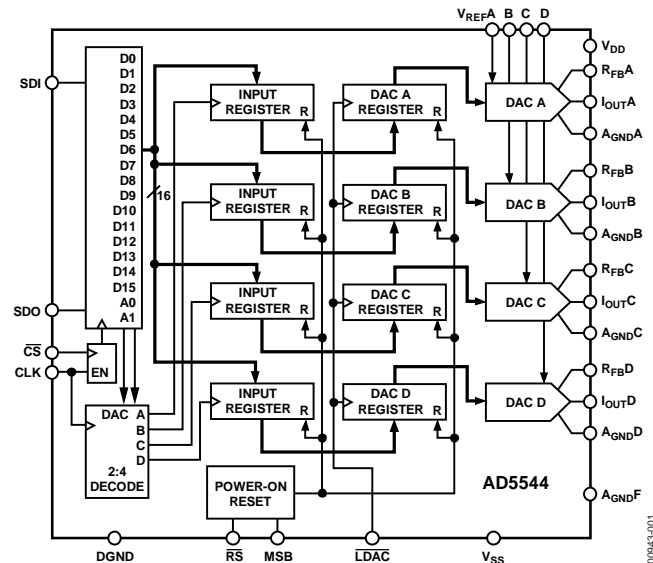 VREFA B C D
VDD
SDI
SDO
CS
CLK
D0
D1
D2
D3
D4
D5
D6
D7
D8
D9
D10
D11
D12
D13
D14
D15
A0
A1
16
EN
DAC A
B
C
D
2:4
DECODE
INPUT
REGISTER R
DAC A
REGISTER R
DAC A
RFBA
IOUTA
AGNDA
INPUT
REGISTER R
DAC B
REGISTER R
DAC B
RFBB
IOUTB
AGNDB
INPUT
REGISTER R
DAC C
REGISTER R
DAC C
RFBC
IOUTC
AGNDC
INPUT
REGISTER R
DAC D
REGISTER R
DAC D
RFBD
IOUTD
AGNDD
POWER-ON
RESET
AD5544
AGNDF
DGND
RS
MSB
LDAC
VSS
00943-001